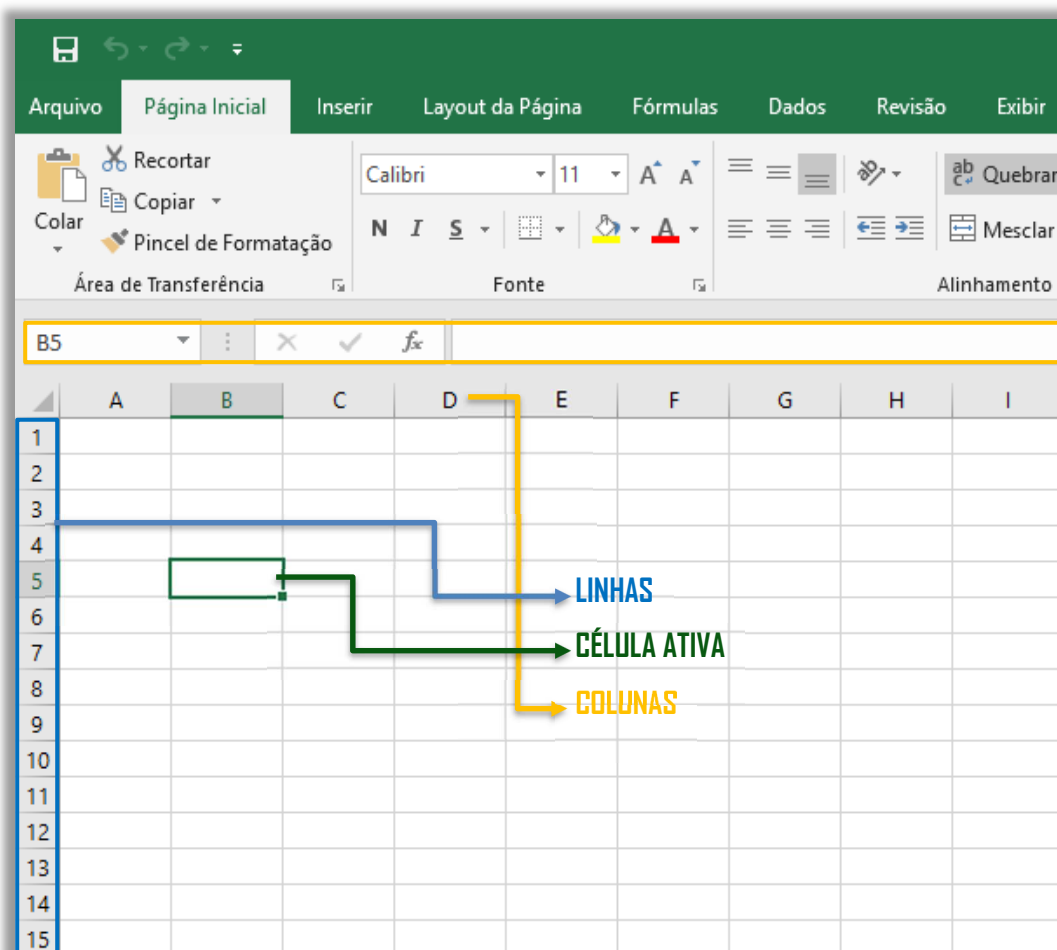 Arquivo Página Inicial Inserir Layout da Página Fórmulas Dados Revisão Exibir
Colar
Recortar
Copiar
Pincel de Formatação
Área de Transferência
Calibri 11 A A
N I S A
Fonte
ab c Quebrar
Mesclar
Alinhamento
B5 fx
A B C D E F G H I
1
2
3
4
5
LINHAS
6
7
CÉLULA ATIVA
8
COLUNAS
9
10
11
12
13
14
15